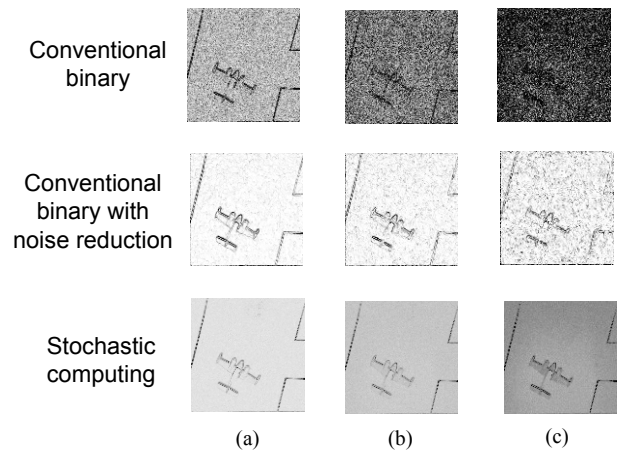 Conventional
binary
Conventional
binary with
noise reduction
Stochastic
computing
(a)
(b)
(c)